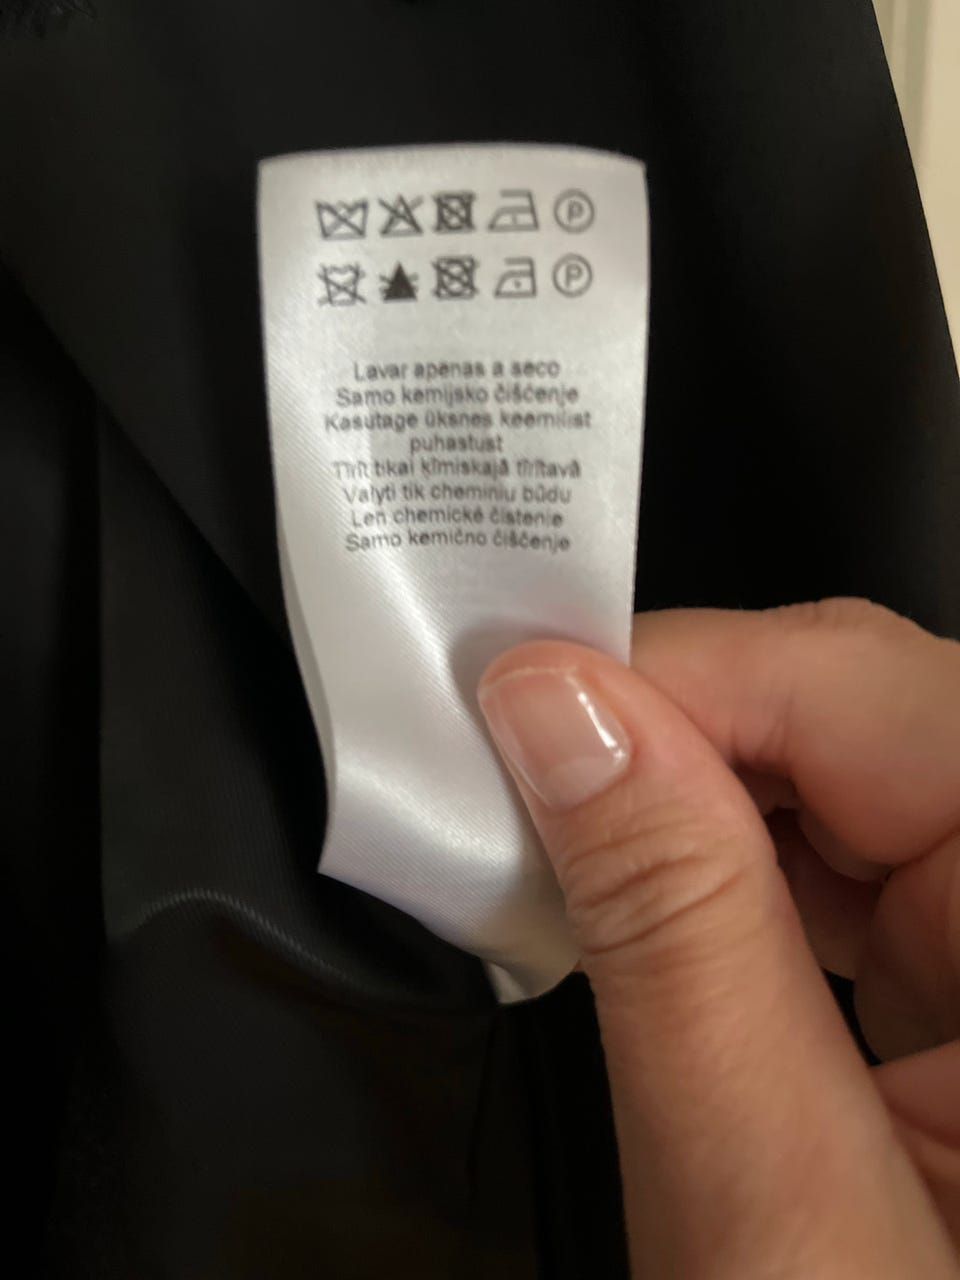 P
P
Lavar apenas a seco
Samo kemijsko čiščenje
Kasutage üksnes keemilist
puhastust
Tīrīt tikai ķīmiskajā tīrītavā
Valyti tik cheminiu būdu
Len chemické čistenie
Samo kemično čiščenje